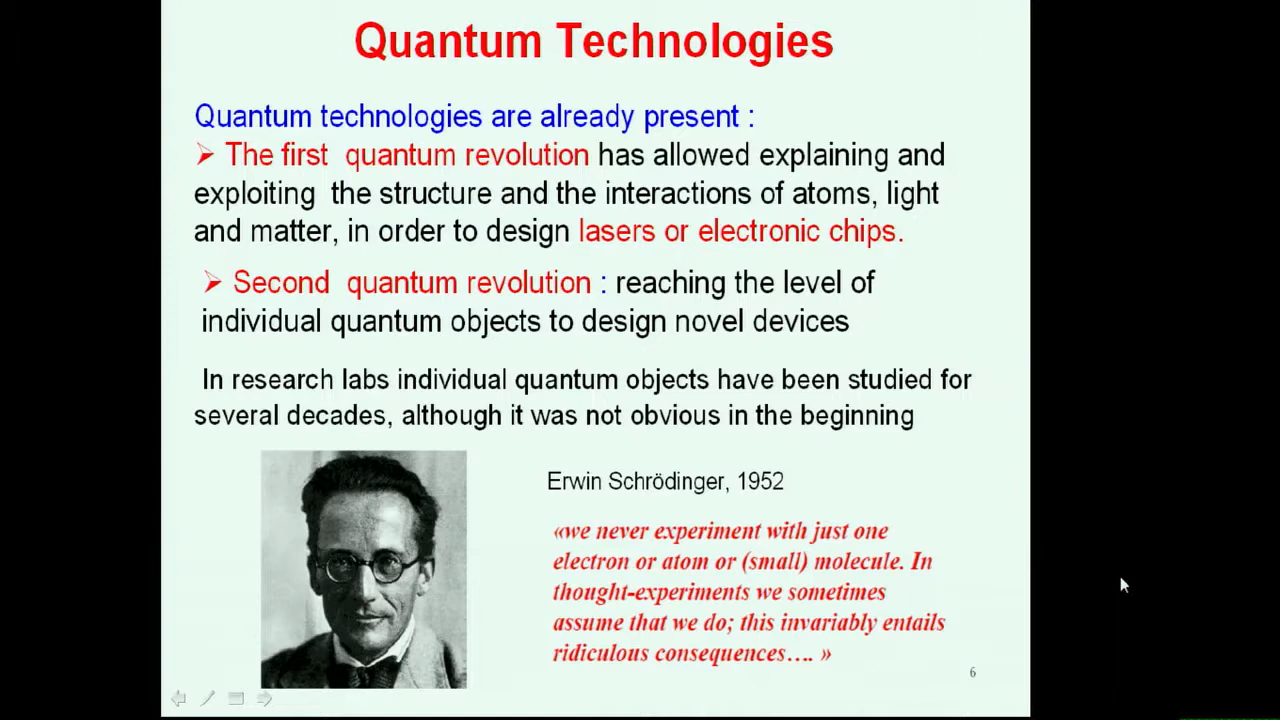 Quantum Technologies
Quantum technologies are already present :
➢ The first quantum revolution has allowed explaining and
exploiting the structure and the interactions of atoms, light
and matter, in order to design lasers or electronic chips.
➢ Second quantum revolution : reaching the level of
individual quantum objects to design novel devices
In research labs individual quantum objects have been studied for
several decades, although it was not obvious in the beginning
Erwin Schrödinger, 1952
«we never experiment with just one
electron or atom or (small) molecule. In
thought-experiments we sometimes
assume that we do; this invariably entails
ridiculous consequences…. »
6